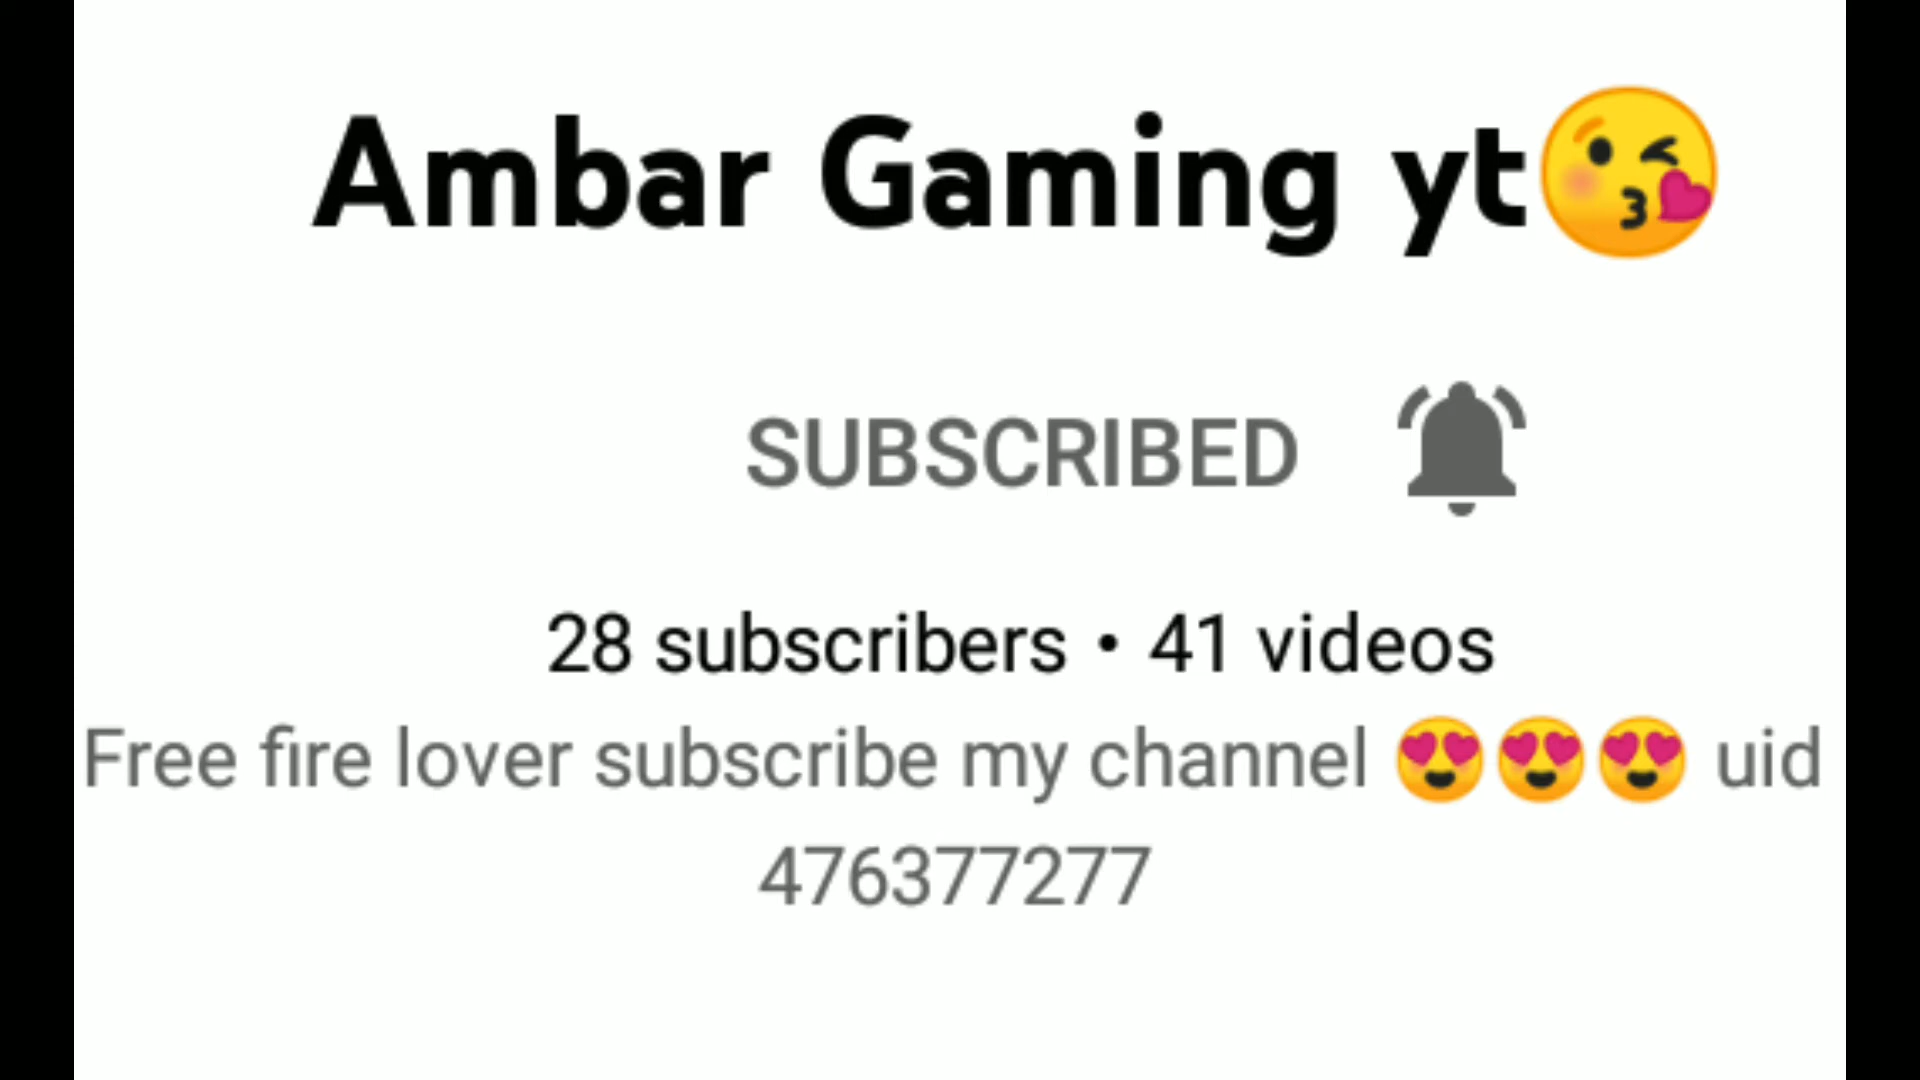 Ambar Gaming yt😘
SUBSCRIBED
28 subscribers • 41 videos
Free fire lover subscribe my channel 😍😍😍 uid
476377277